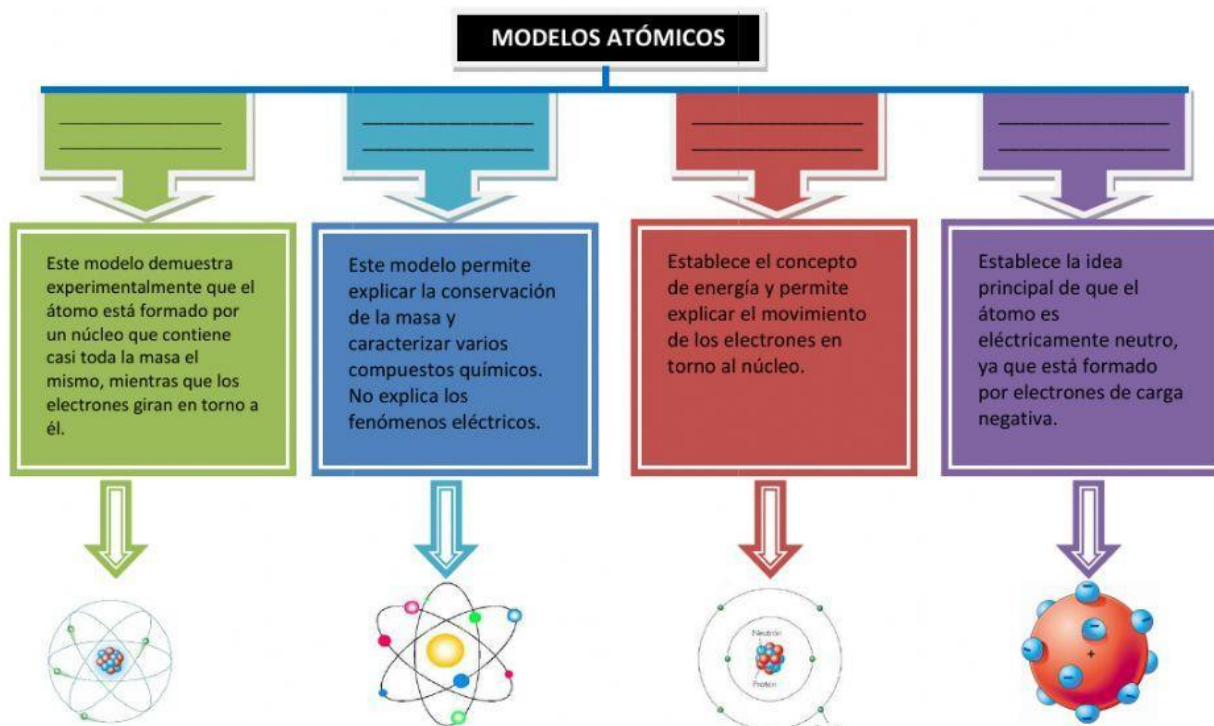 MODELOS ATÓMICOS
Este modelo demuestra
experimentalmente que el
átomo está formado por
un núcleo que contiene
casi toda la masa el
mismo, mientras que los
electrones giran en torno a
él.
Este modelo permite
explicar la conservación
de la masa y
caracterizar varios
compuestos químicos.
No explica los
fenómenos eléctricos.
Establece el concepto
de energía y permite
explicar el movimiento
de los electrones en
torno al núcleo.
Establece la idea
principal de que el
átomo es
eléctricamente neutro,
ya que está formado
por electrones de carga
negativa.
Neutrón
Protón